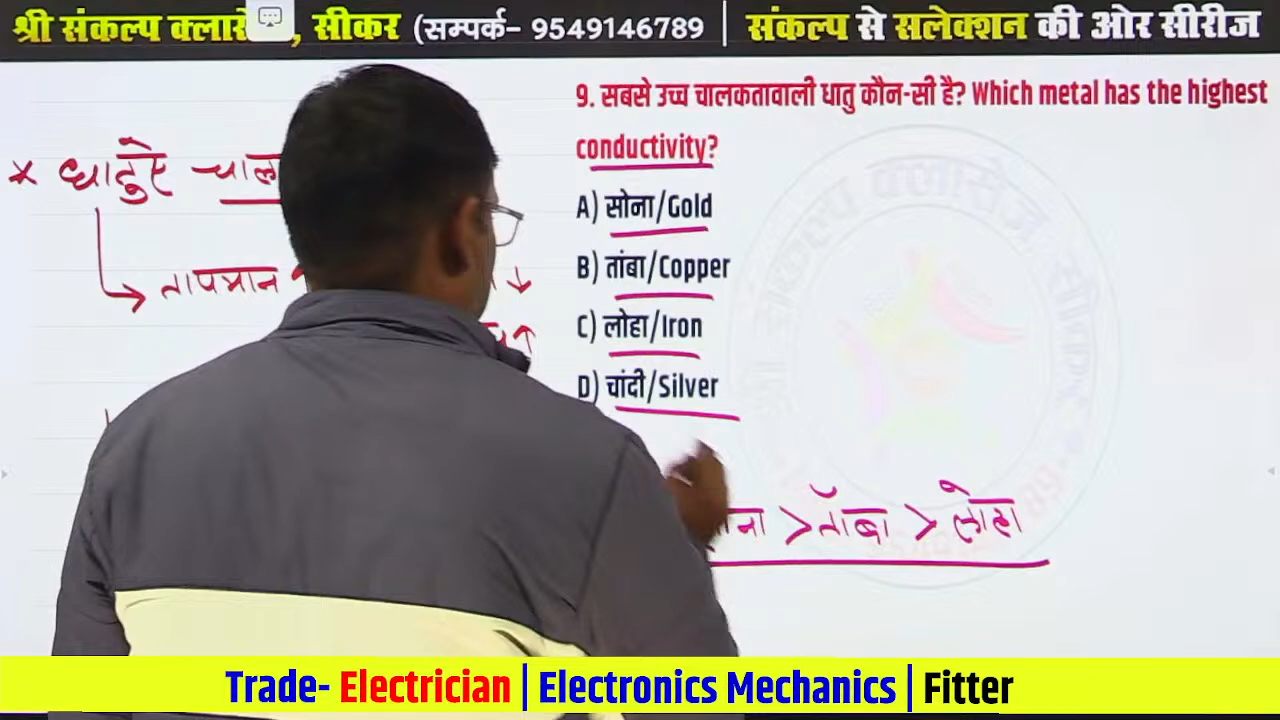 श्री संकल्प , सीकर (सम्पर्क– 9549146789 | संकल्प से सलेक्शन की ओर सीरीज
9. सबसे उच्च चालकतावाली धातु कौन-सी है? Which metal has the highest
conductivity?
* धातुऐ
तापमान ↓
↑
A) सोना/Gold
B) तांबा/Copper
C) लोहा/Iron
D) चांदी/Silver
> ताँबा > लोहा
Trade- Electrician | Electronics Mechanics | Fitter